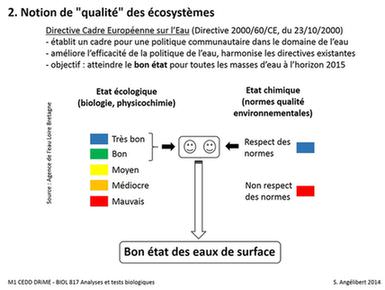 2. Notion de "qualité" des écosystèmes
Directive Cadre Européenne sur l'Eau (Directive 2000/60/CE, du 23/10/2000)
- établit un cadre pour une politique communautaire dans le domaine de l'eau
- améliore l'efficacité de la politique de l'eau, harmonise les directives existantes
- objectif : atteindre le bon état pour toutes les masses d'eau à l'horizon 2015
Etat écologique
(biologie, physicochimie)
Etat chimique
(normes qualité
environnementales)
Source : Agence de l'eau Loire Bretagne
Très bon
Bon
Moyen
Médiocre
Mauvais
Respect des
normes
Non respect
des normes
Bon état des eaux de surface
M1 CEDD DRIME - BIOL 817 Analyses et tests biologiques
S. Angélibert 2014